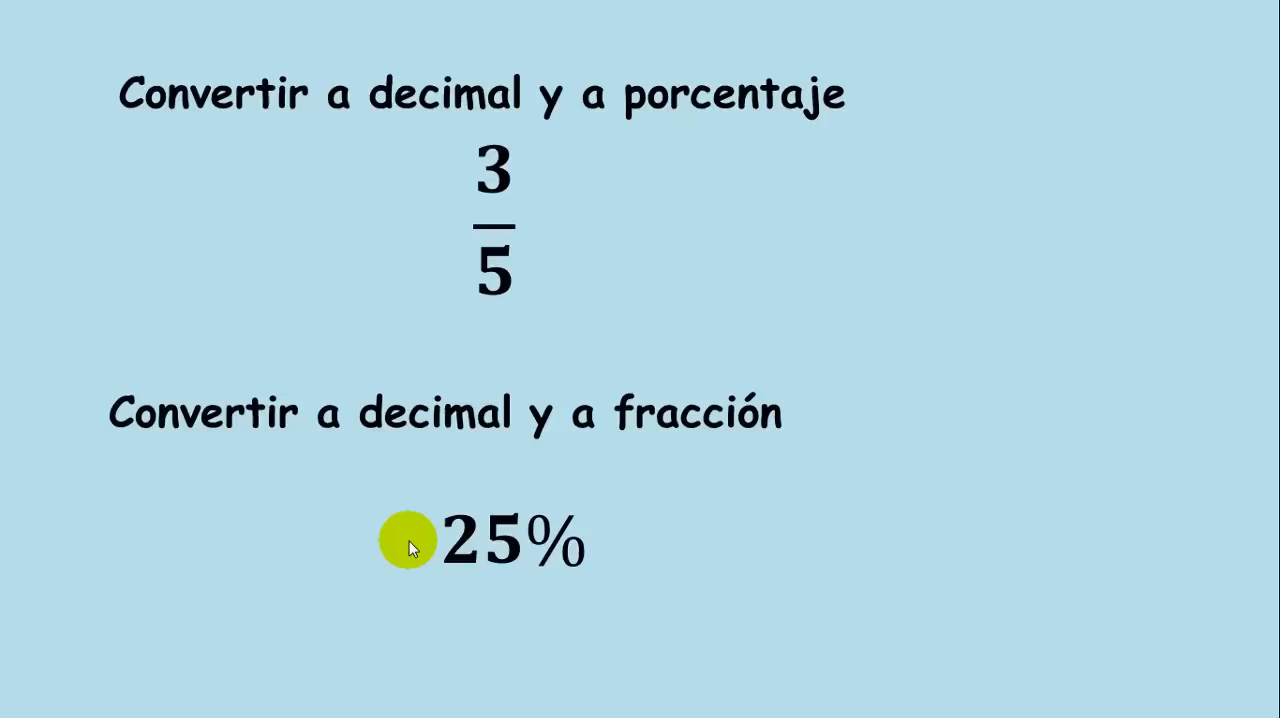 Convertir a decimal y a porcentaje
3
5
Convertir a decimal y a fracción
25%